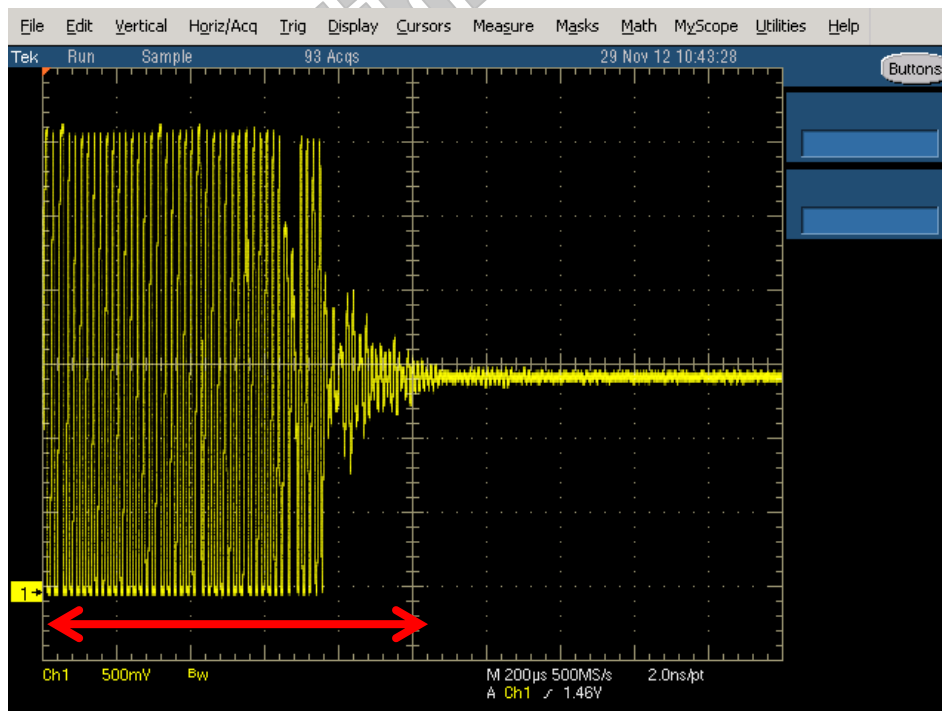 File Edit Vertical Horiz/Acq Trig Display Cursors Measure Masks Math MyScope Utilities Help
Tek Run Sample 93 Acqs 29 Nov 12 10:43:28 Buttons
1
Ch1 500mV Bw M 200µs 500MS/s 2.0ns/pt
A Ch1 1.46V